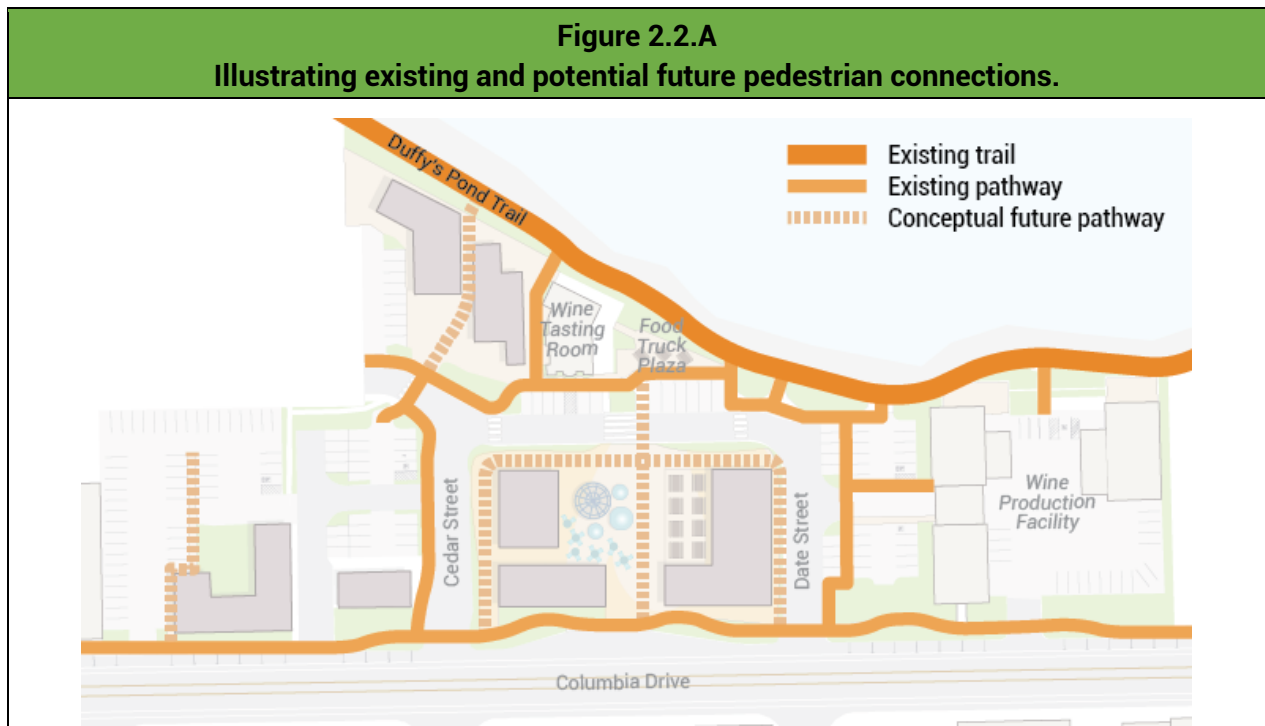 Figure 2.2.A
Illustrating existing and potential future pedestrian connections.
Duffy's Pond Trail
Existing trail
Existing pathway
Conceptual future pathway
Wine
Tasting
Room
Food
Truck
Plaza
Cedar Street
Date Street
Wine
Production
Facility
Columbia Drive